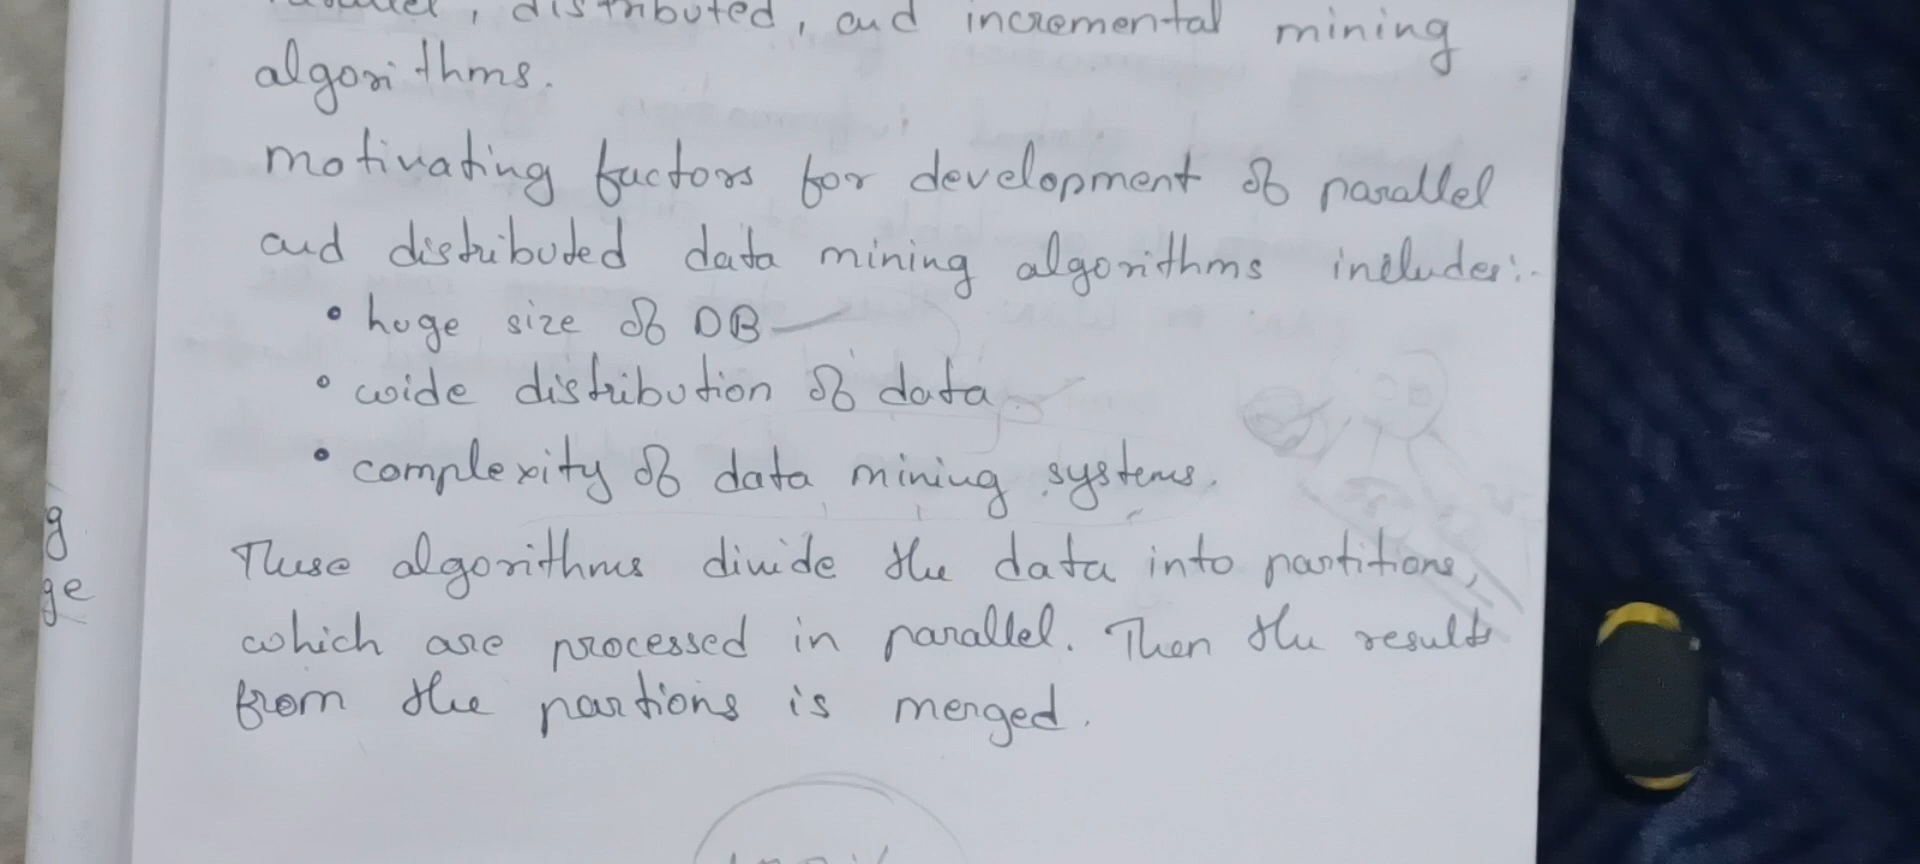 parallel, distributed, and incremental mining
algorithms.
motivating factors for development of parallel
and distributed data mining algorithms includes:-
• huge size of DB
• wide distribution of data
• complexity of data mining systems.
These algorithms divide the data into partitions,
which are processed in parallel. Then the results
from the partions is merged.
g
ge